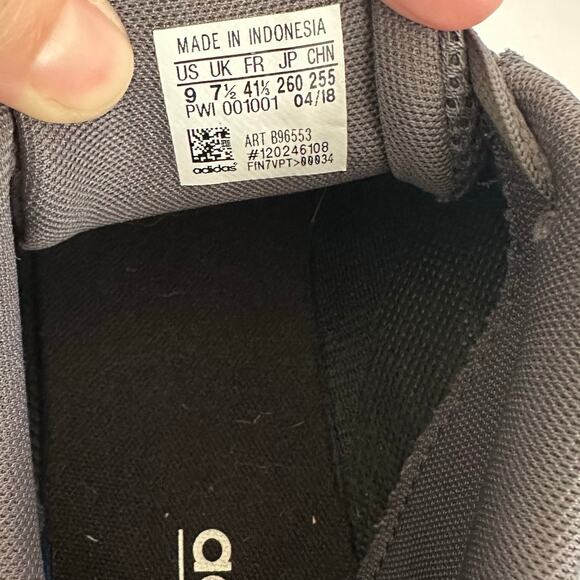 MADE IN INDONESIA
US UK FR JP CHN
9 7½ 41⅓ 260 255
PWI 001001 04/18
ART B96553
#120246108
adidas FIN7VPT>00034
ad